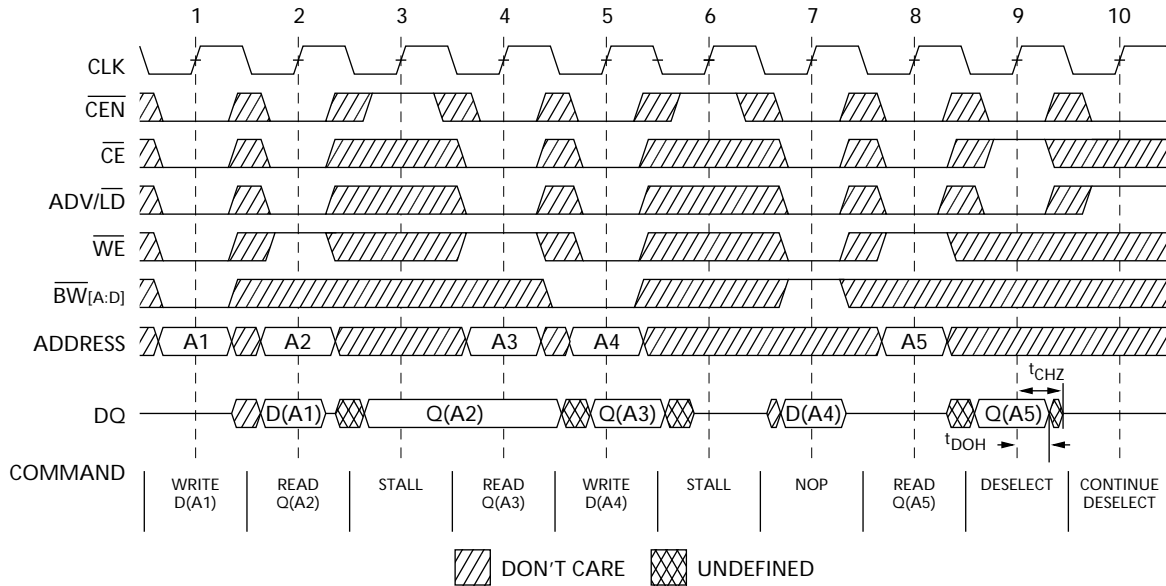 1 2 3 4 5 6 7 8 9 10
CLK
CEN
CE
ADV/LD
WE
BW[A:D]
ADDRESS A1 A2 A3 A4 A5
tCHZ
DQ D(A1) Q(A2) Q(A3) D(A4) Q(A5)
tDOH
COMMAND
WRITE READ STALL READ WRITE STALL NOP READ DESELECT CONTINUE
D(A1) Q(A2) Q(A3) D(A4) Q(A5) DESELECT
DON'T CARE UNDEFINED